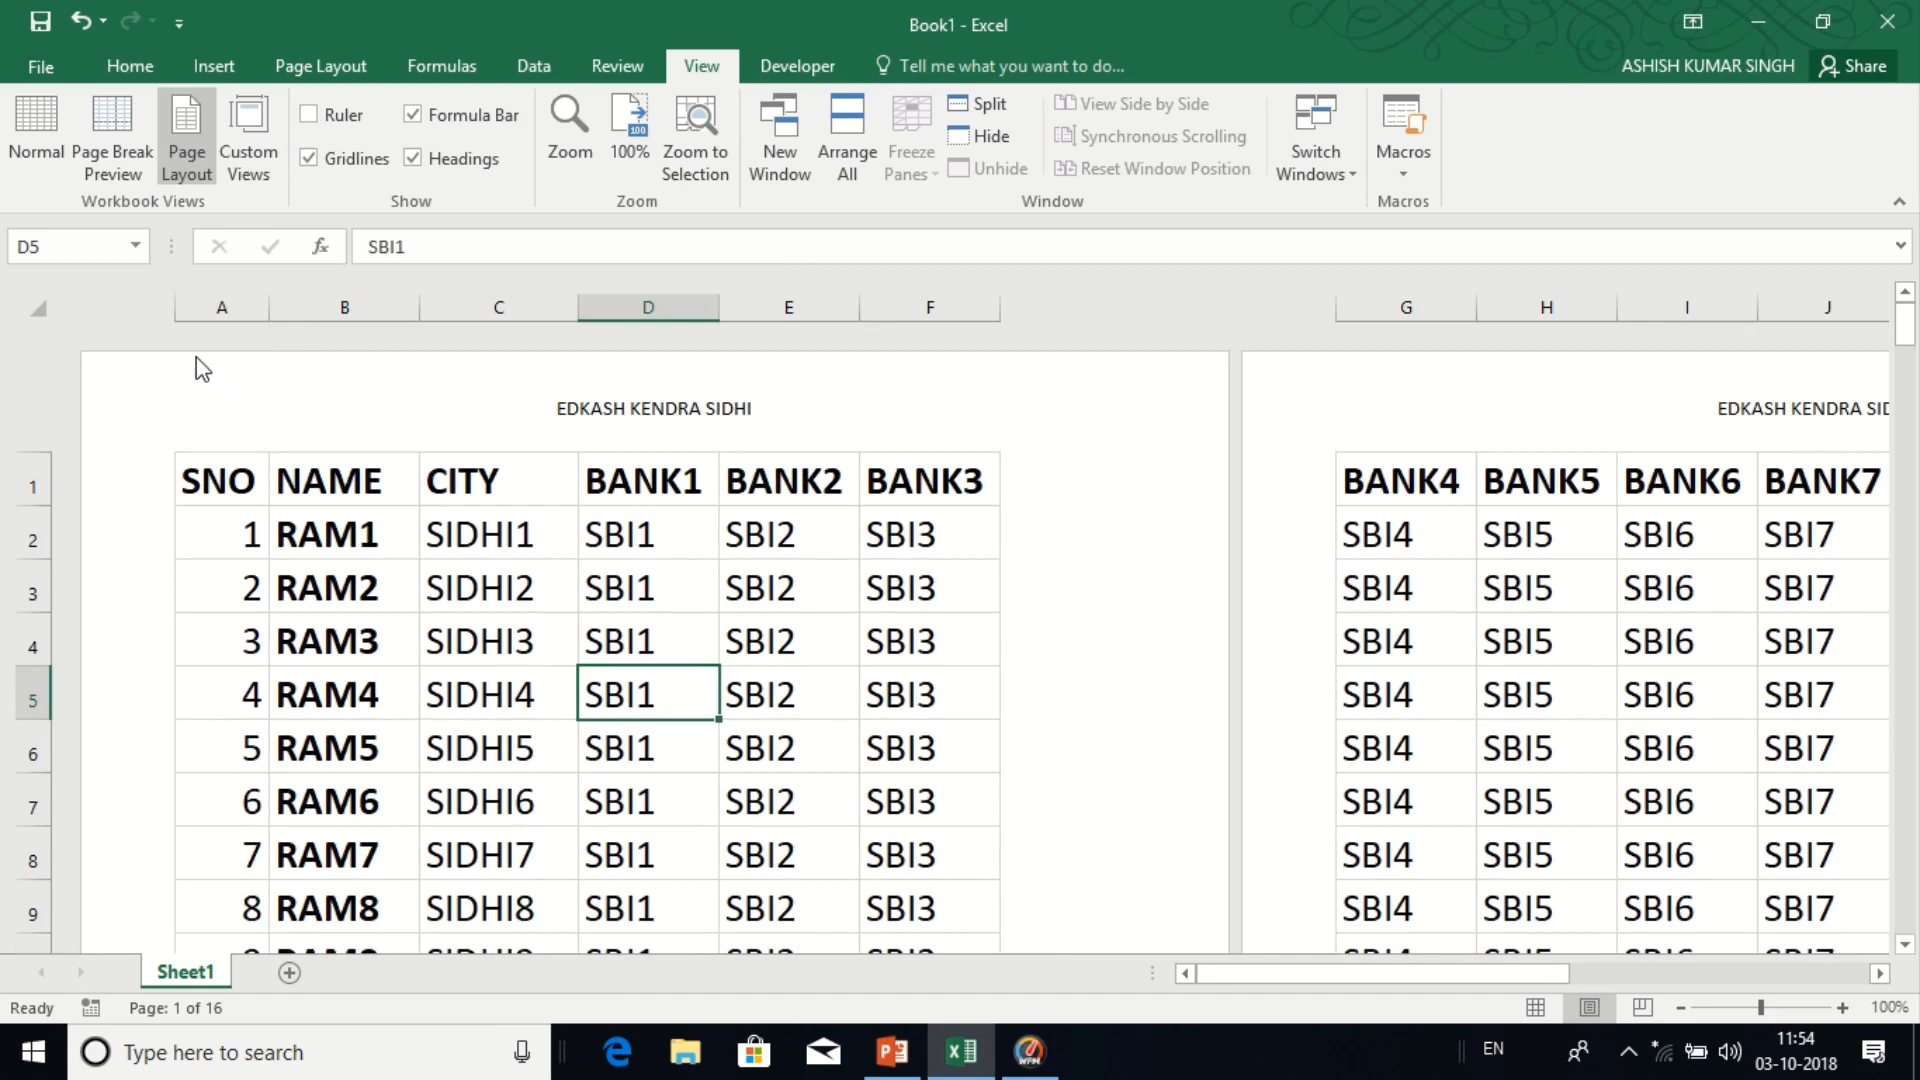 Book1 - Excel
File Home Insert Page Layout Formulas Data Review View Developer Tell me what you want to do... ASHISH KUMAR SINGH Share
Normal Page Break Preview Page Layout Custom Views
Workbook Views
Ruler Formula Bar
Gridlines Headings
Show
Zoom 100% Zoom to Selection
100
Zoom
New Window Arrange All Freeze Panes
Split
Hide
Unhide
View Side by Side
Synchronous Scrolling
Reset Window Position
Switch Windows
Window
Macros
Macros
D5 fx SBI1
A B C D E F G H I J
EDKASH KENDRA SIDHI EDKASH KENDRA SID
1 SNO NAME CITY BANK1 BANK2 BANK3 BANK4 BANK5 BANK6 BANK7
2 1 RAM1 SIDHI1 SBI1 SBI2 SBI3 SBI4 SBI5 SBI6 SBI7
3 2 RAM2 SIDHI2 SBI1 SBI2 SBI3 SBI4 SBI5 SBI6 SBI7
4 3 RAM3 SIDHI3 SBI1 SBI2 SBI3 SBI4 SBI5 SBI6 SBI7
5 4 RAM4 SIDHI4 SBI1 SBI2 SBI3 SBI4 SBI5 SBI6 SBI7
6 5 RAM5 SIDHI5 SBI1 SBI2 SBI3 SBI4 SBI5 SBI6 SBI7
7 6 RAM6 SIDHI6 SBI1 SBI2 SBI3 SBI4 SBI5 SBI6 SBI7
8 7 RAM7 SIDHI7 SBI1 SBI2 SBI3 SBI4 SBI5 SBI6 SBI7
9 8 RAM8 SIDHI8 SBI1 SBI2 SBI3 SBI4 SBI5 SBI6 SBI7
Sheet1
Ready Page: 1 of 16 100%
Type here to search EN 11:54
03-10-2018